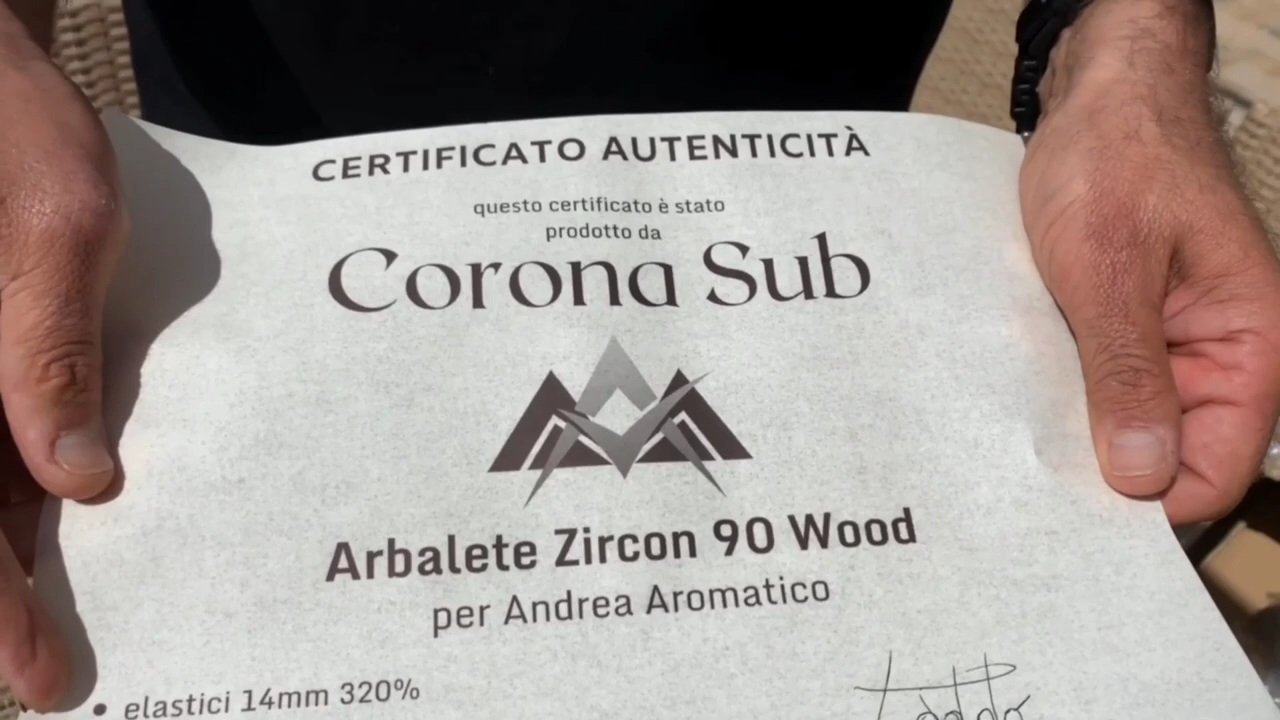 CERTIFICATO AUTENTICITÀ
questo certificato è stato
prodotto da
Corona Sub
Arbalete Zircon 90 Wood
per Andrea Aromatico
• elastici 14mm 320%